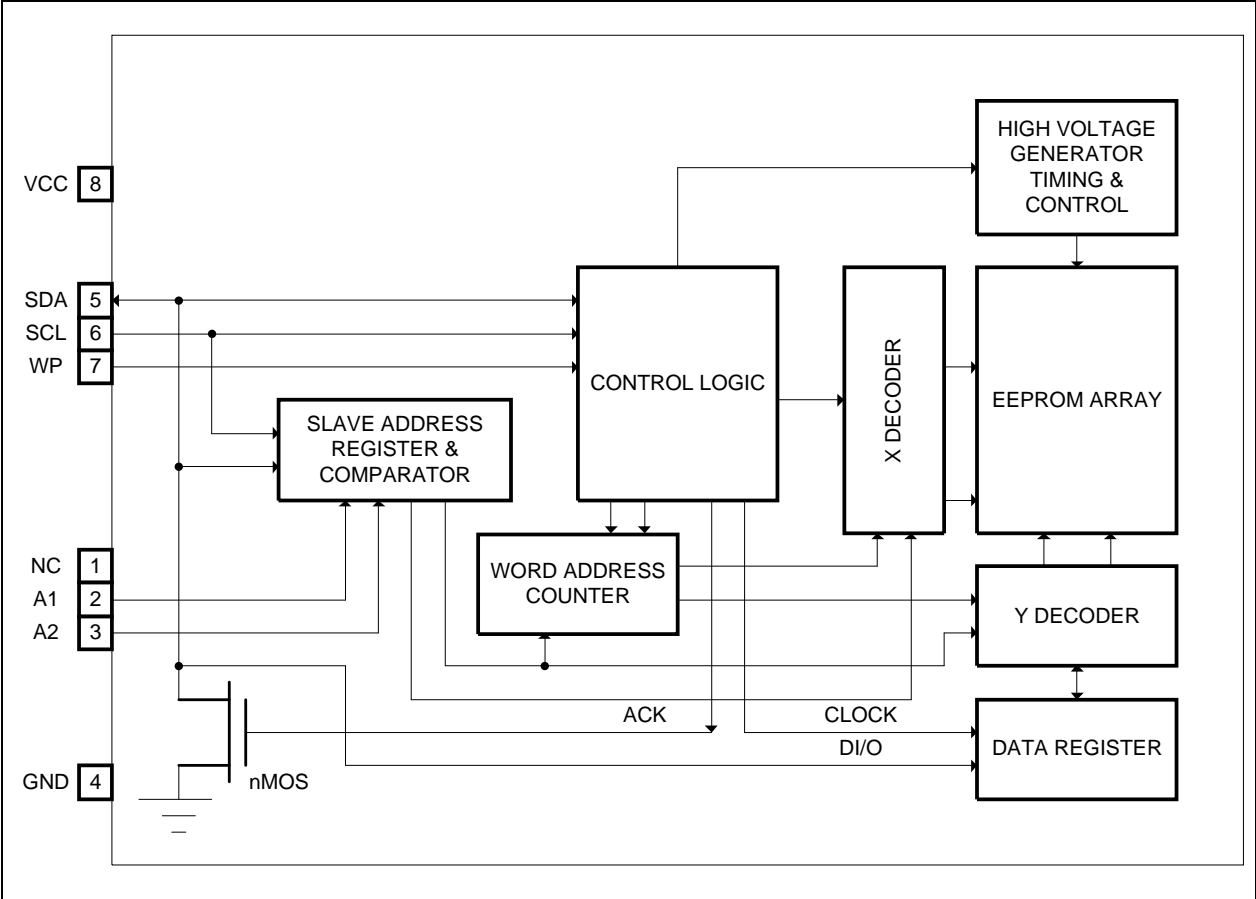 HIGH VOLTAGE
GENERATOR
TIMING &
CONTROL
VCC 8
SDA 5
SCL 6
WP 7
CONTROL LOGIC
X DECODER
EEPROM ARRAY
SLAVE ADDRESS
REGISTER &
COMPARATOR
NC 1
A1 2
A2 3
WORD ADDRESS
COUNTER
Y DECODER
ACK
CLOCK
DI/O
DATA REGISTER
GND 4
nMOS